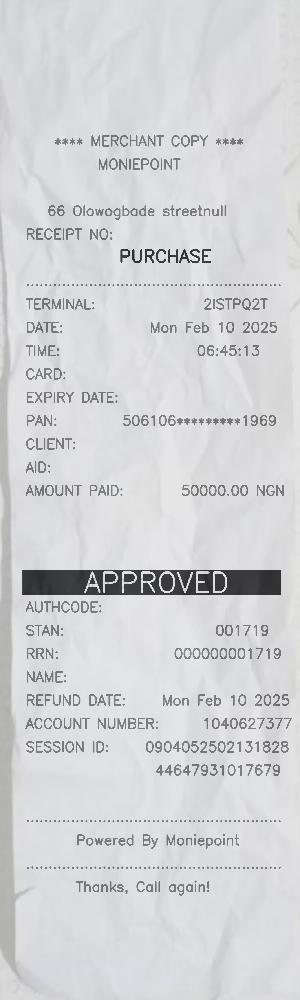 **** MERCHANT COPY ****
MONIEPOINT
66 Olowogbade streetnull
RECEIPT NO:
PURCHASE
TERMINAL: 2ISTPQ2T
DATE: Mon Feb 10 2025
TIME: 06:45:13
CARD:
EXPIRY DATE:
PAN: 506106*********1969
CLIENT:
AID:
AMOUNT PAID: 50000.00 NGN
APPROVED
AUTHCODE:
STAN: 001719
RRN: 000000001719
NAME:
REFUND DATE: Mon Feb 10 2025
ACCOUNT NUMBER: 1040627377
SESSION ID: 0904052502131828
44647931017679
Powered By Moniepoint
Thanks, Call again!